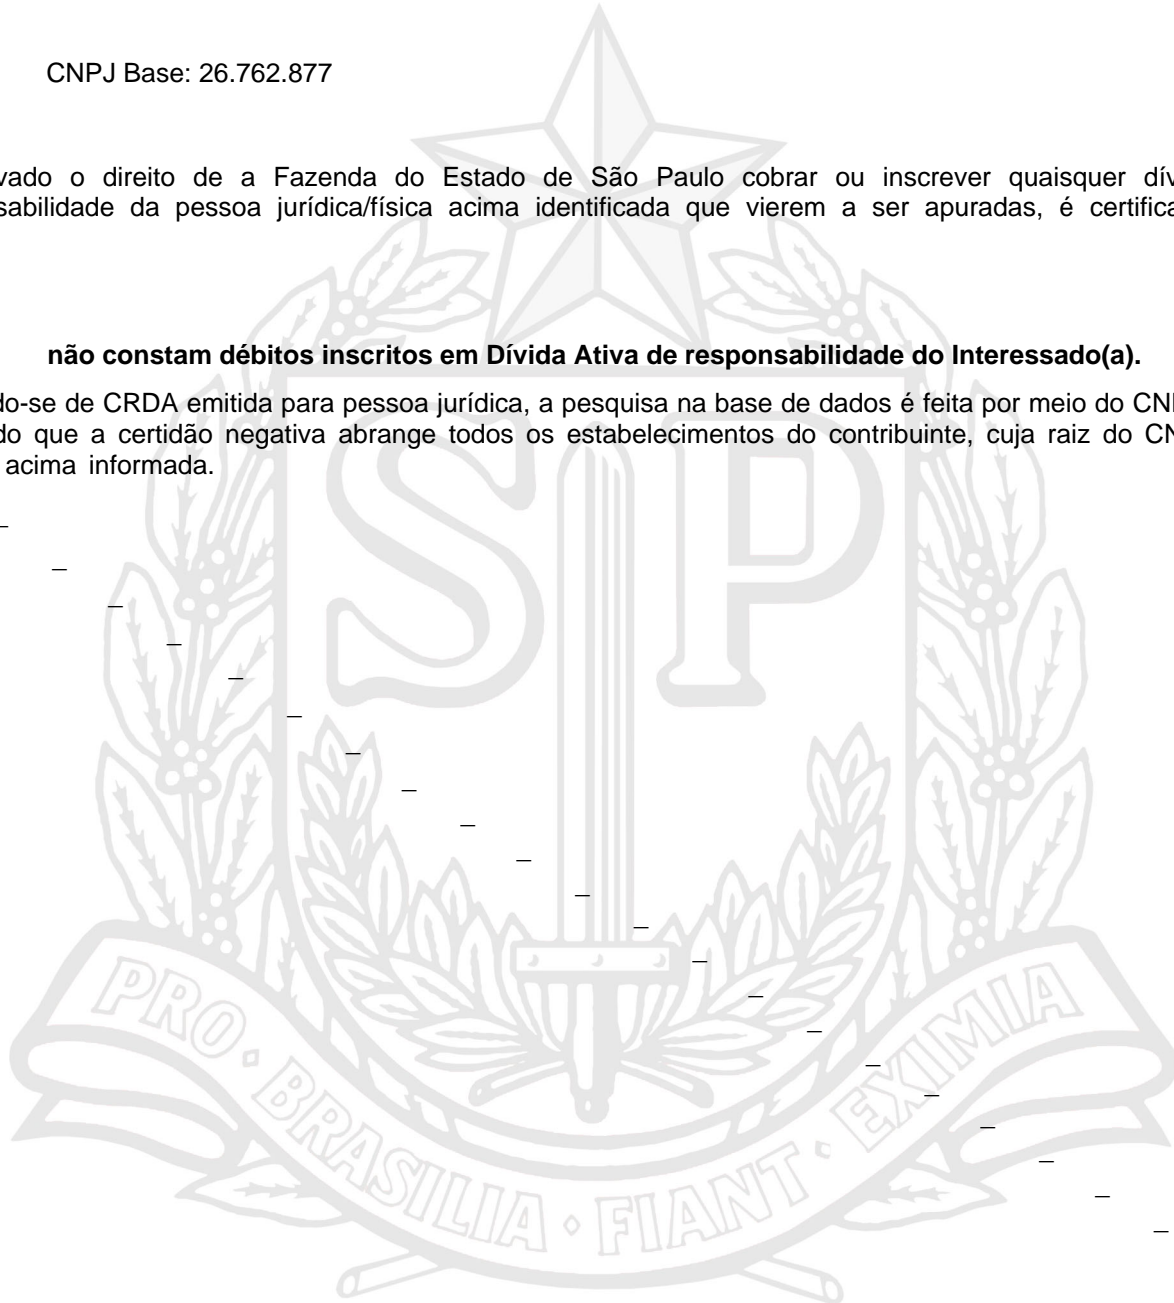 CNPJ Base: 26.762.877
vado o direito de a Fazenda do Estado de São Paulo cobrar ou inscrever quaisquer dív
sabilidade da pessoa jurídica/física acima identificada que vierem a ser apuradas, é certifica
não constam débitos inscritos em Dívida Ativa de responsabilidade do Interessado(a).
do-se de CRDA emitida para pessoa jurídica, a pesquisa na base de dados é feita por meio do CN
do que a certidão negativa abrange todos os estabelecimentos do contribuinte, cuja raiz do CN
acima informada.
SP
PRO · BRASILIA · FIANT · EXIMIA